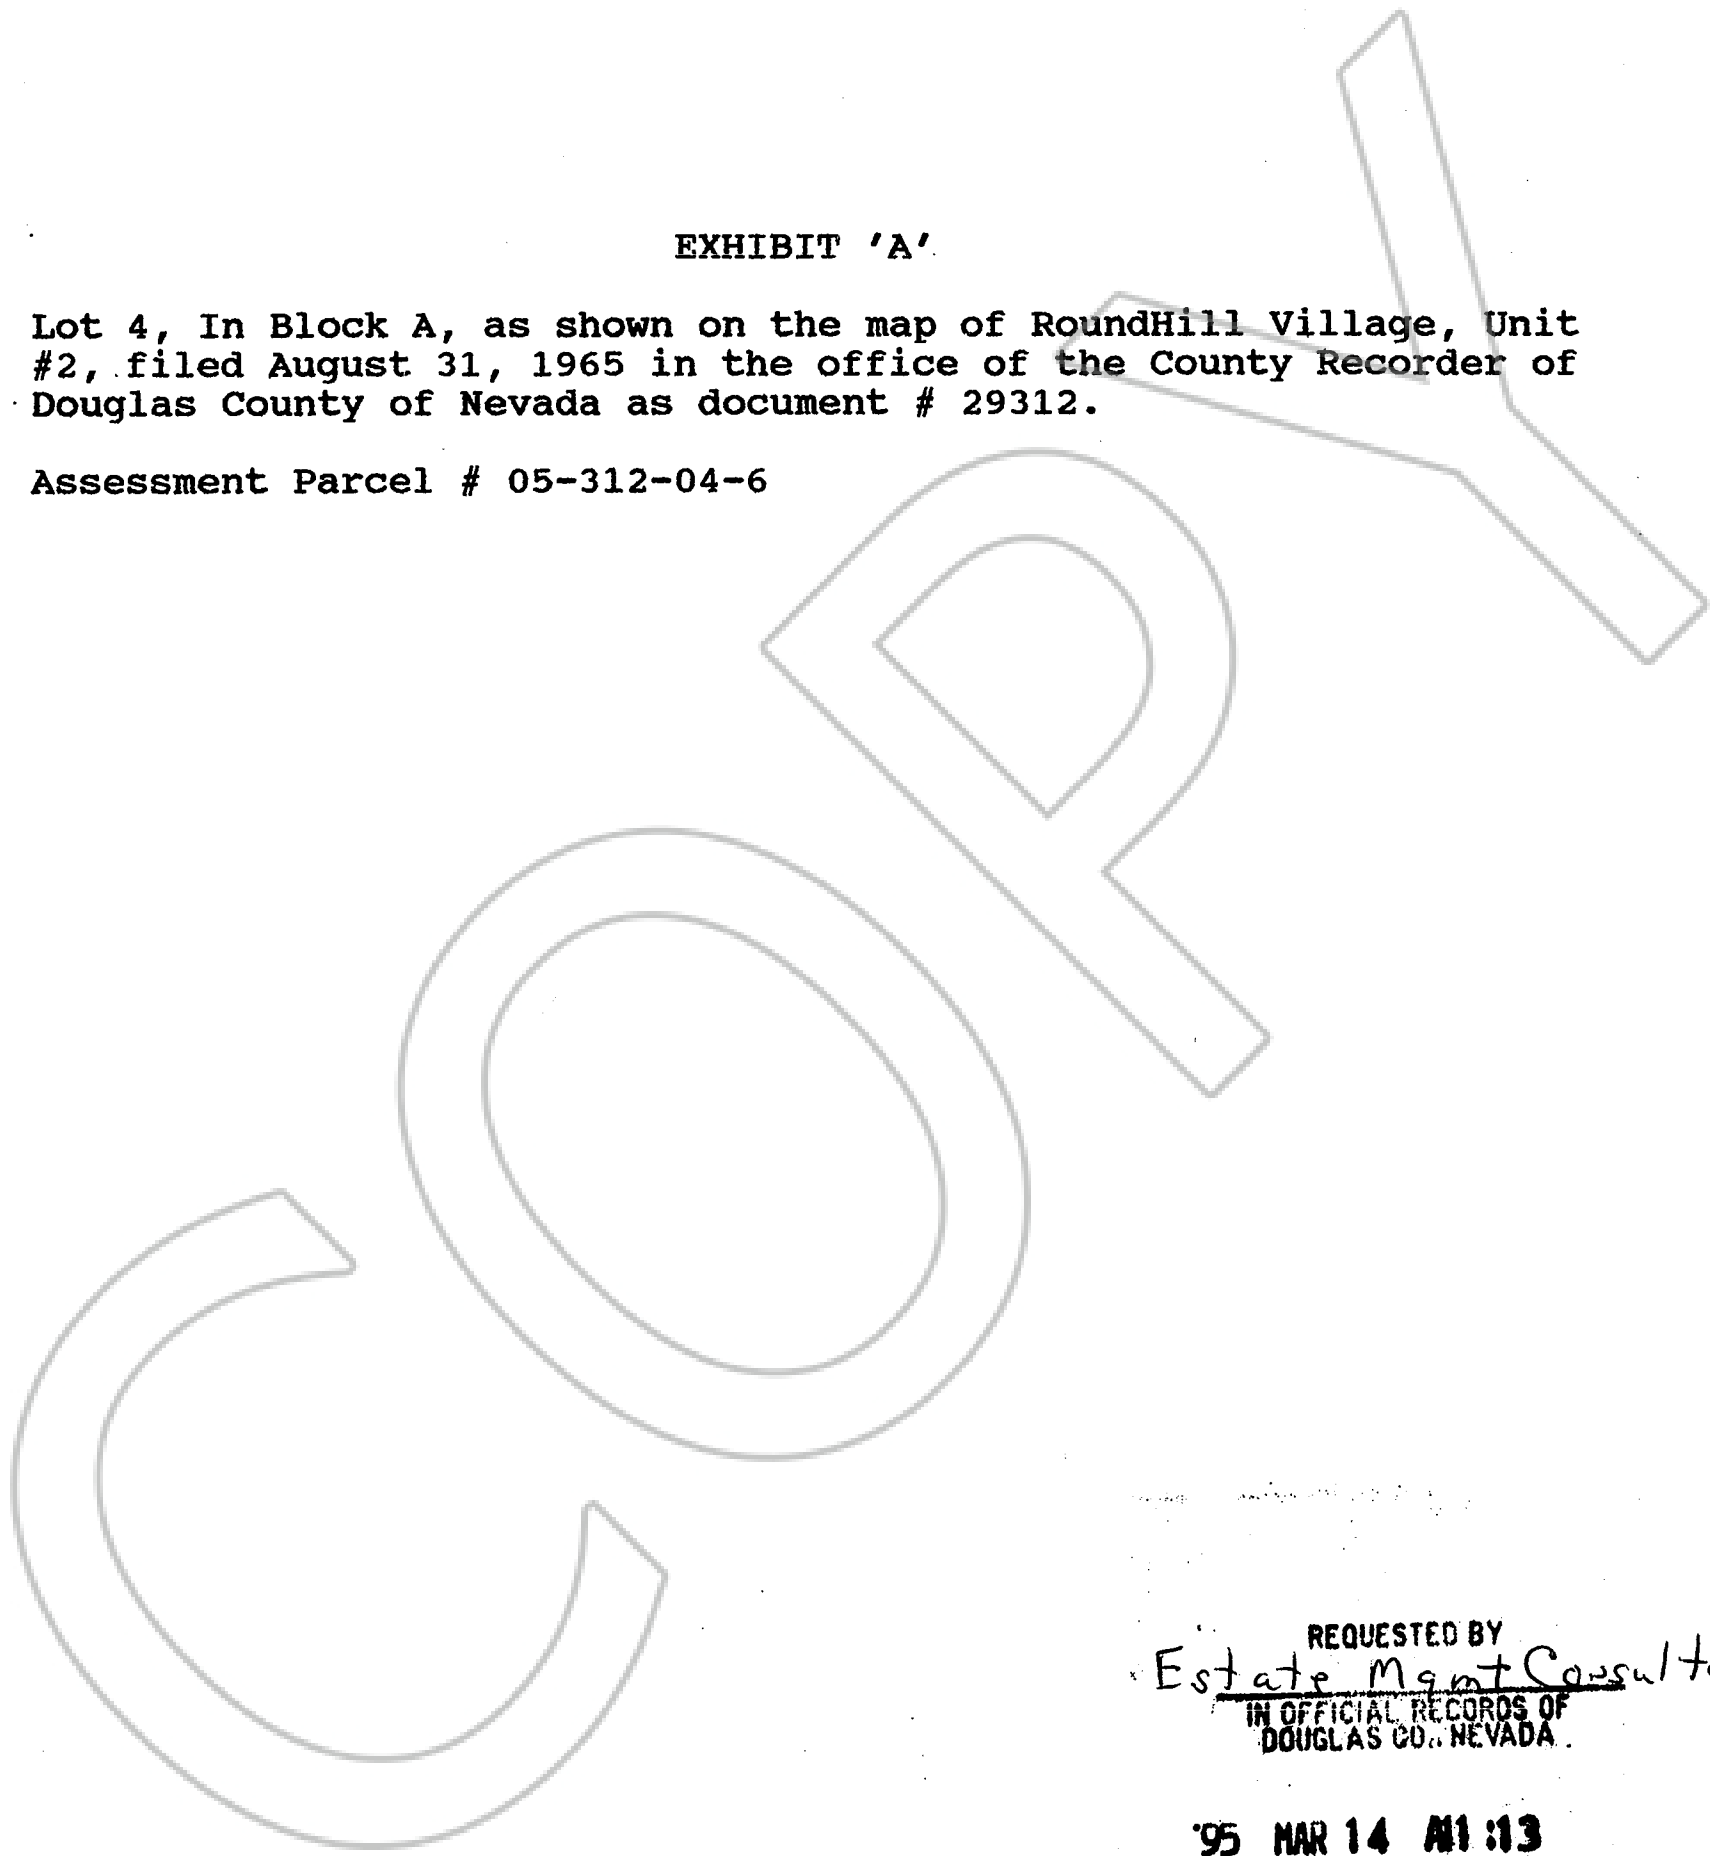 EXHIBIT 'A'
Lot 4, In Block A, as shown on the map of RoundHill Village, Unit
#2, filed August 31, 1965 in the office of the County Recorder of
Douglas County of Nevada as document # 29312.
Assessment Parcel # 05-312-04-6
COPY
REQUESTED BY
Estate Mgmt
IN OFFICIAL RECORDS OF
DOUGLAS CO., NEVADA
'95 MAR 14 A11:13